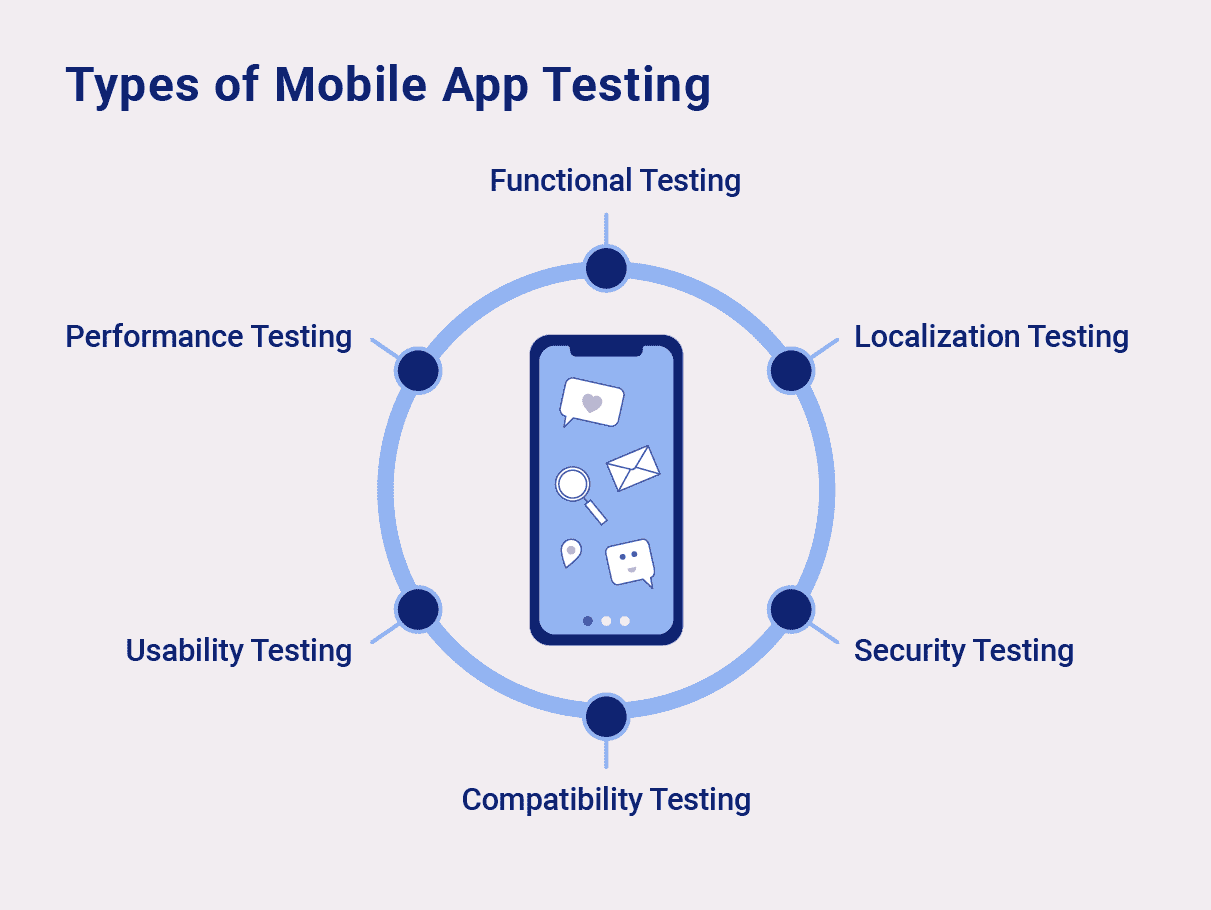 Types of Mobile App Testing
Functional Testing
Performance Testing
Localization Testing
Usability Testing
Security Testing
Compatibility Testing